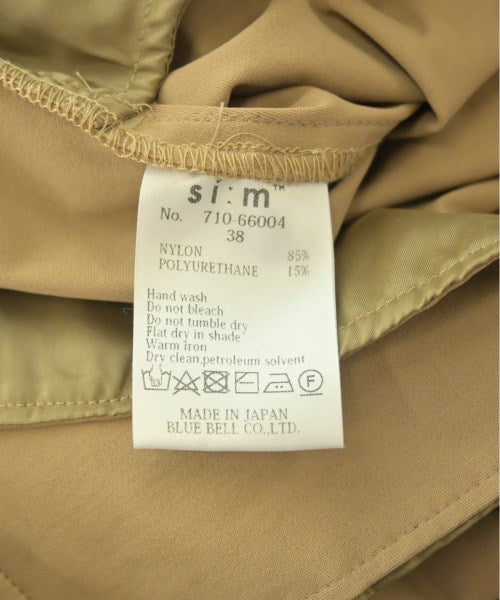 si:m™
No. 710-66004
38
NYLON 85%
POLYURETHANE 15%
Hand wash
Do not bleach
Do not tumble dry
Flat dry in shade
Warm iron
Dry clean,petroleum solvent
F
MADE IN JAPAN
BLUE BELL CO.,LTD.